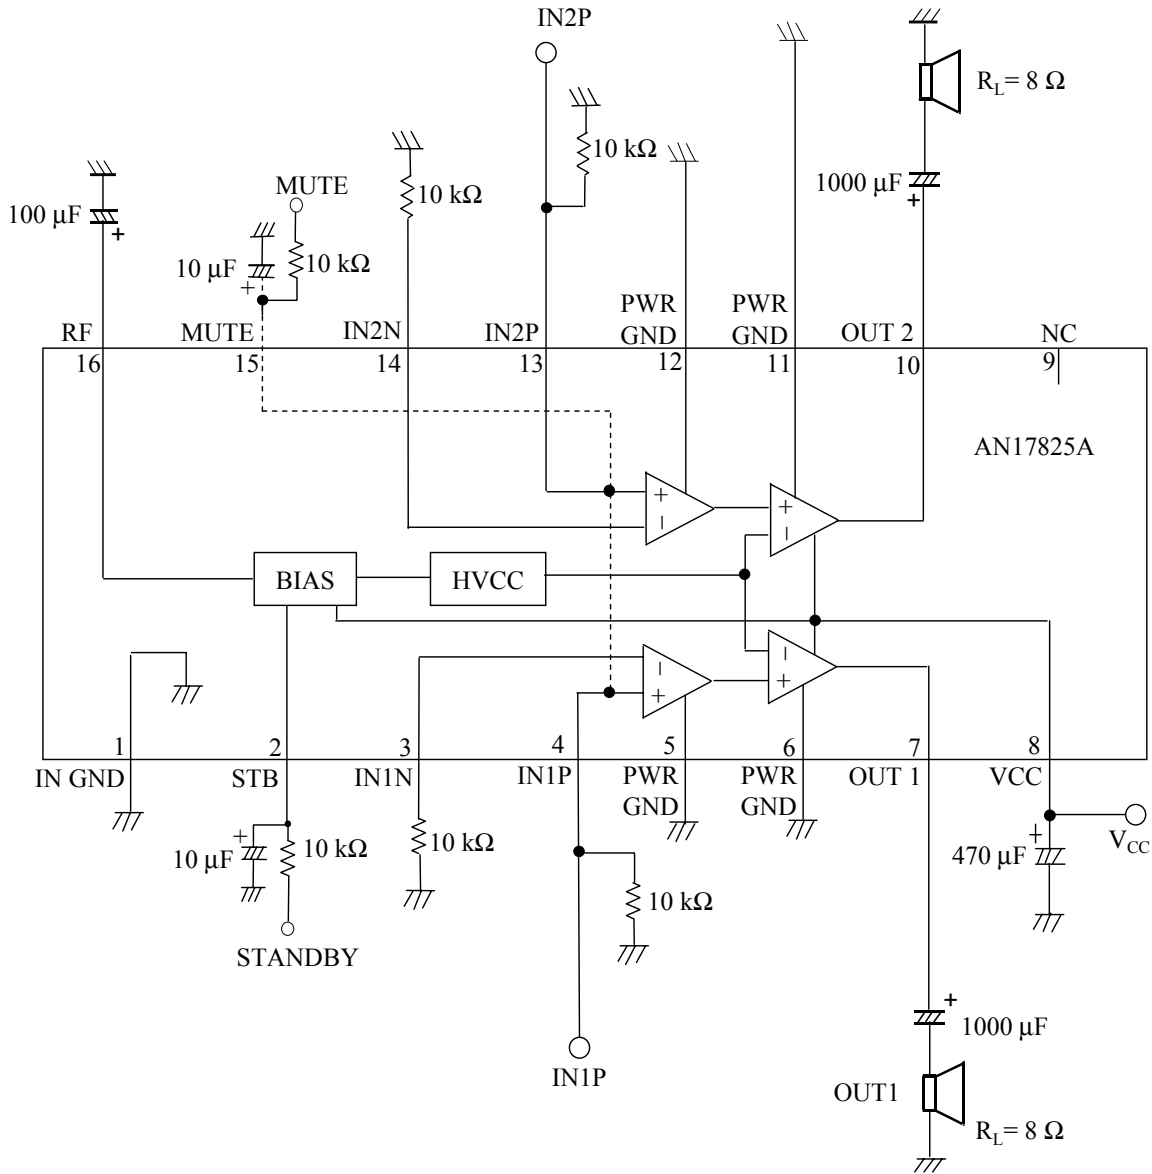 IN2P
R_L= 8 Ω
10 kΩ
MUTE
10 kΩ
1000 µF
+
100 µF
+
10 µF
+
10 kΩ
RF
MUTE
IN2N
IN2P
PWR
GND
PWR
GND
OUT 2
NC
16
15
14
13
12
11
10
9
AN17825A
+
−
+
−
BIAS
HVCC
−
+
−
+
1
2
3
4
5
6
7
8
IN GND
STB
IN1N
IN1P
PWR
GND
PWR
GND
OUT 1
VCC
+
10 µF
10 kΩ
10 kΩ
+
470 µF
V_CC
10 kΩ
STANDBY
+
1000 µF
IN1P
OUT1
R_L= 8 Ω